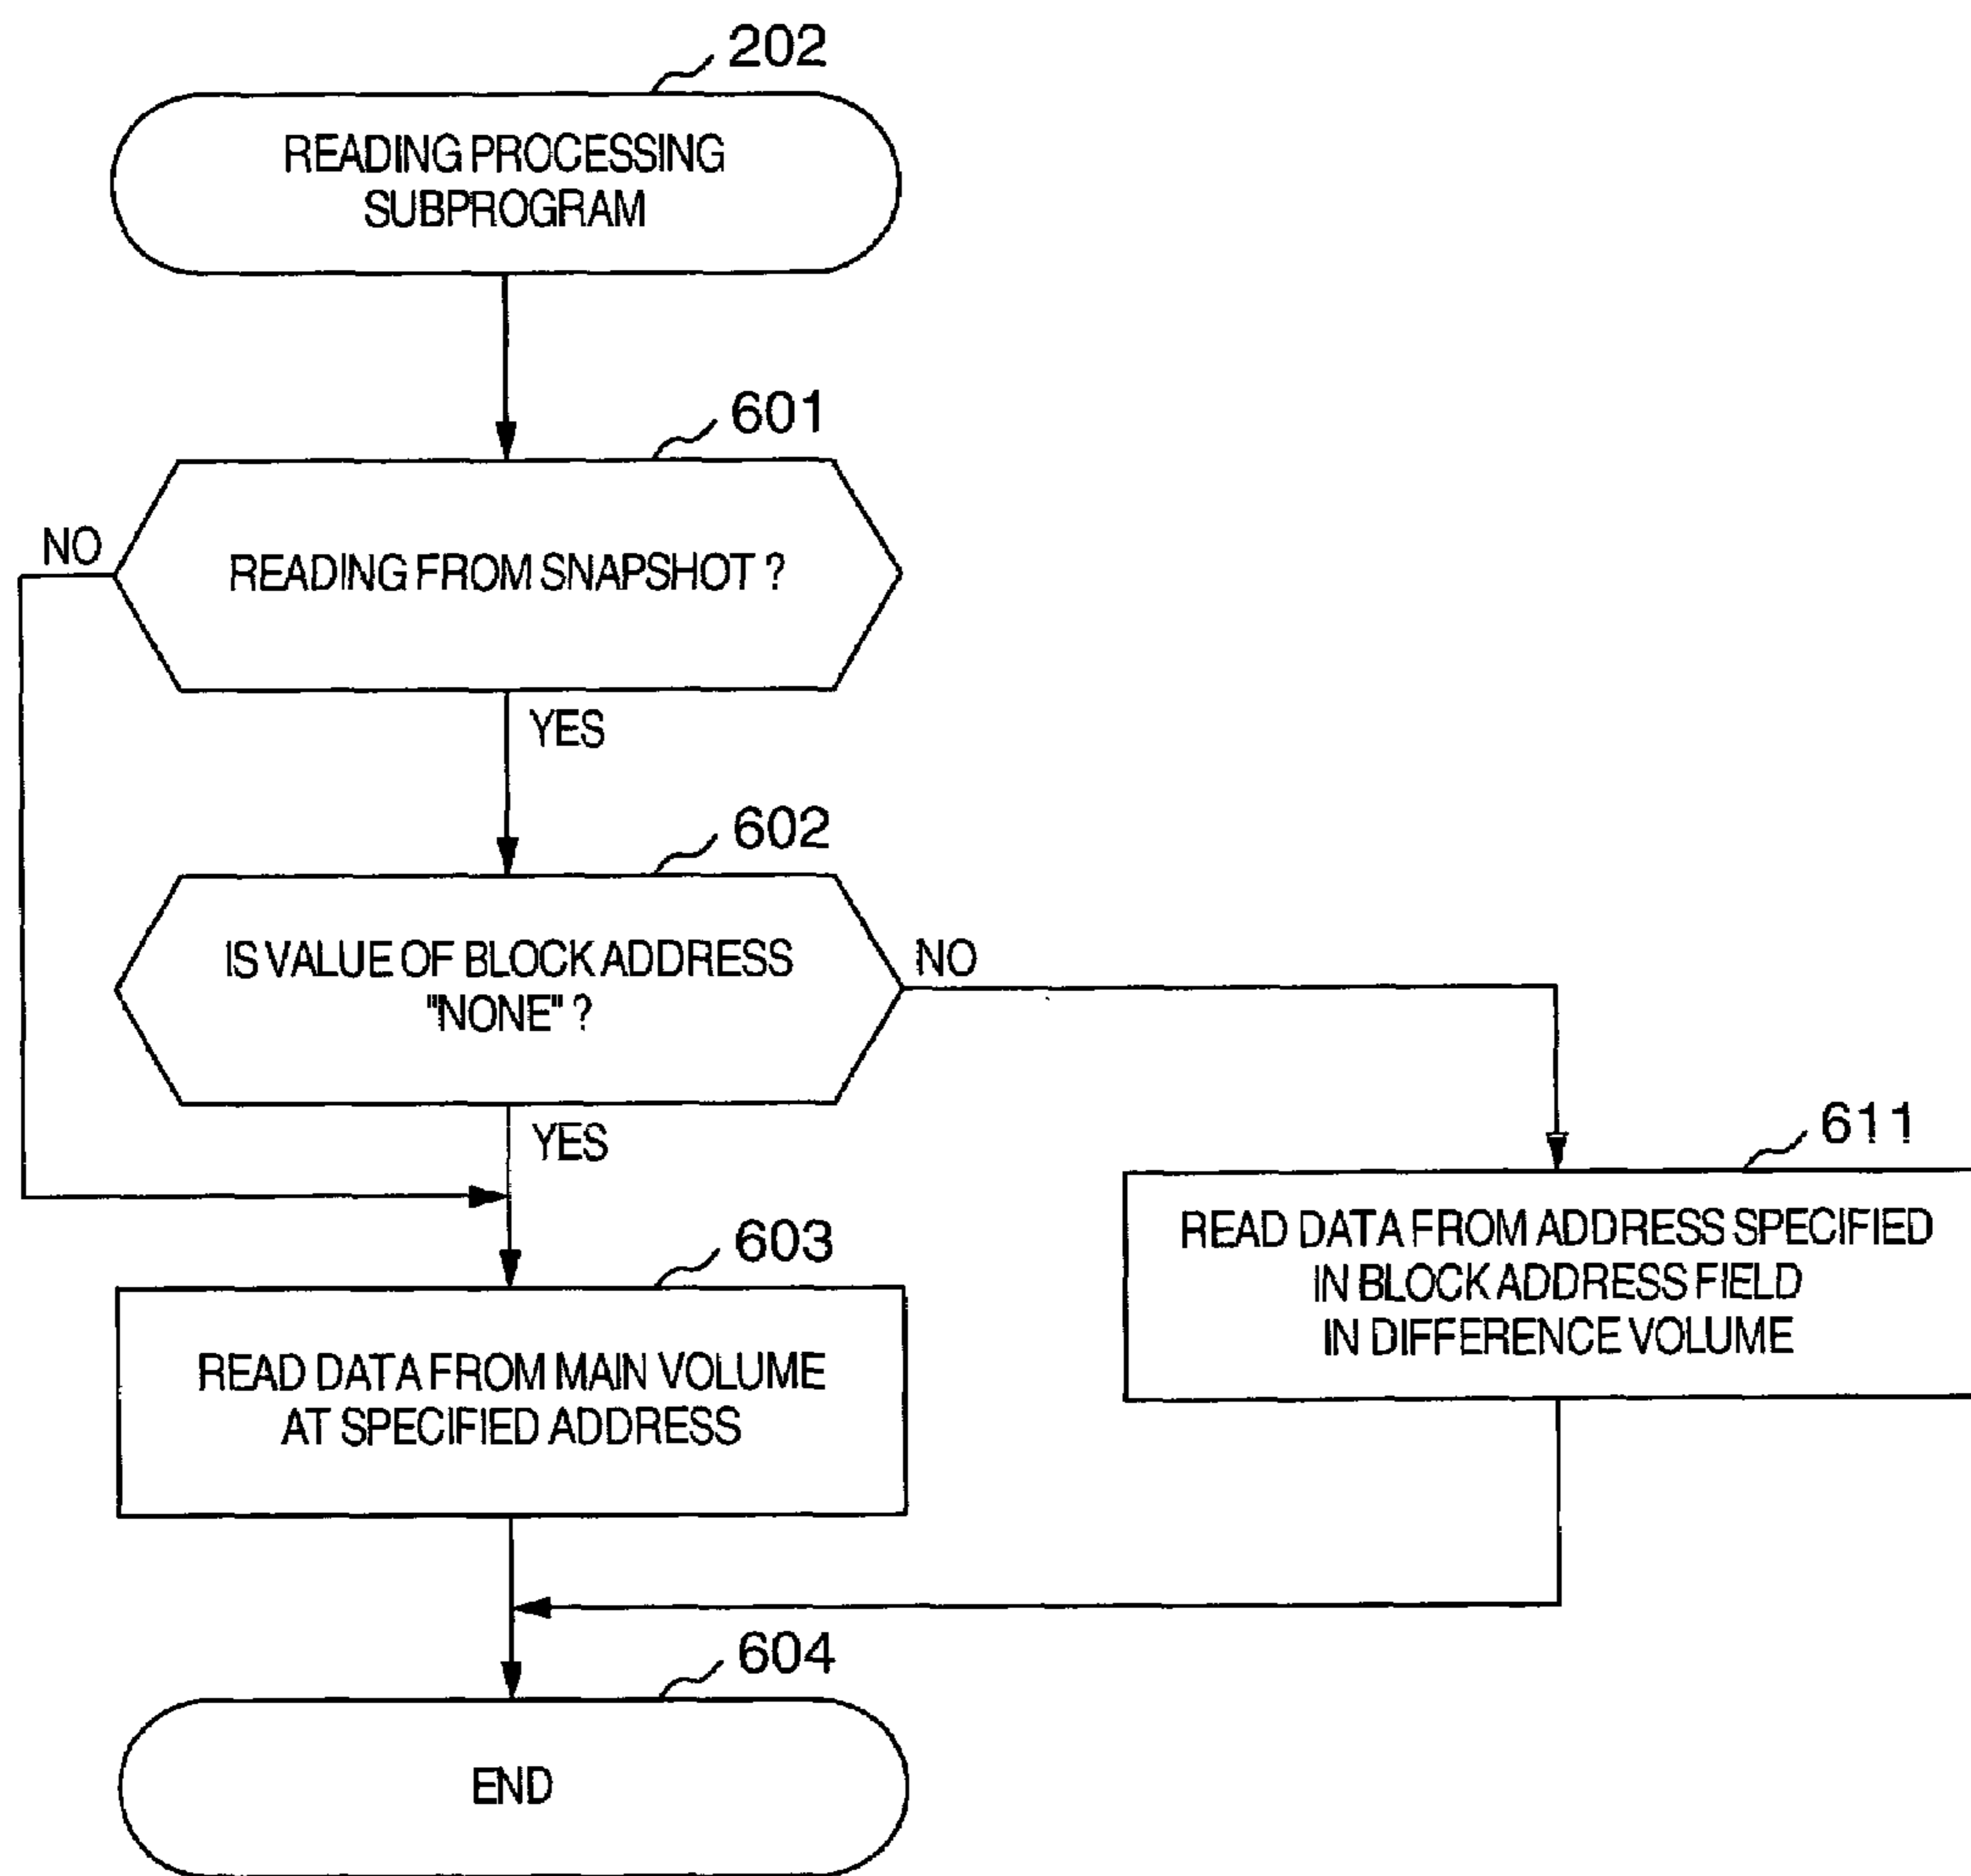 202
READING PROCESSING
SUBPROGRAM
601
NO
READING FROM SNAPSHOT ?
YES
602
IS VALUE OF BLOCK ADDRESS
"NONE" ?
NO
YES
611
READ DATA FROM ADDRESS SPECIFIED
IN BLOCK ADDRESS FIELD
IN DIFFERENCE VOLUME
603
READ DATA FROM MAIN VOLUME
AT SPECIFIED ADDRESS
604
END